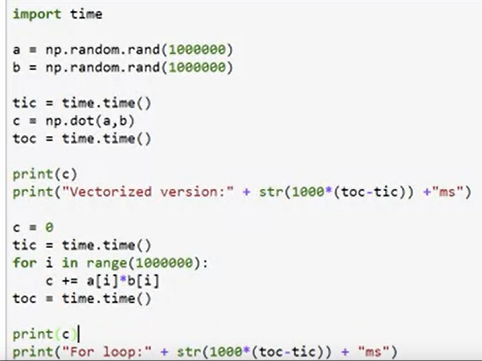 import time
a = np.random.rand(1000000)
b = np.random.rand(1000000)
tic = time.time()
c = np.dot(a,b)
toc = time.time()
print(c)
print("Vectorized version:" + str(1000*(toc-tic)) +"ms")
c = 0
tic = time.time()
for i in range(1000000):
    c += a[i]*b[i]
toc = time.time()
print(c)
print("For loop:" + str(1000*(toc-tic)) + "ms")